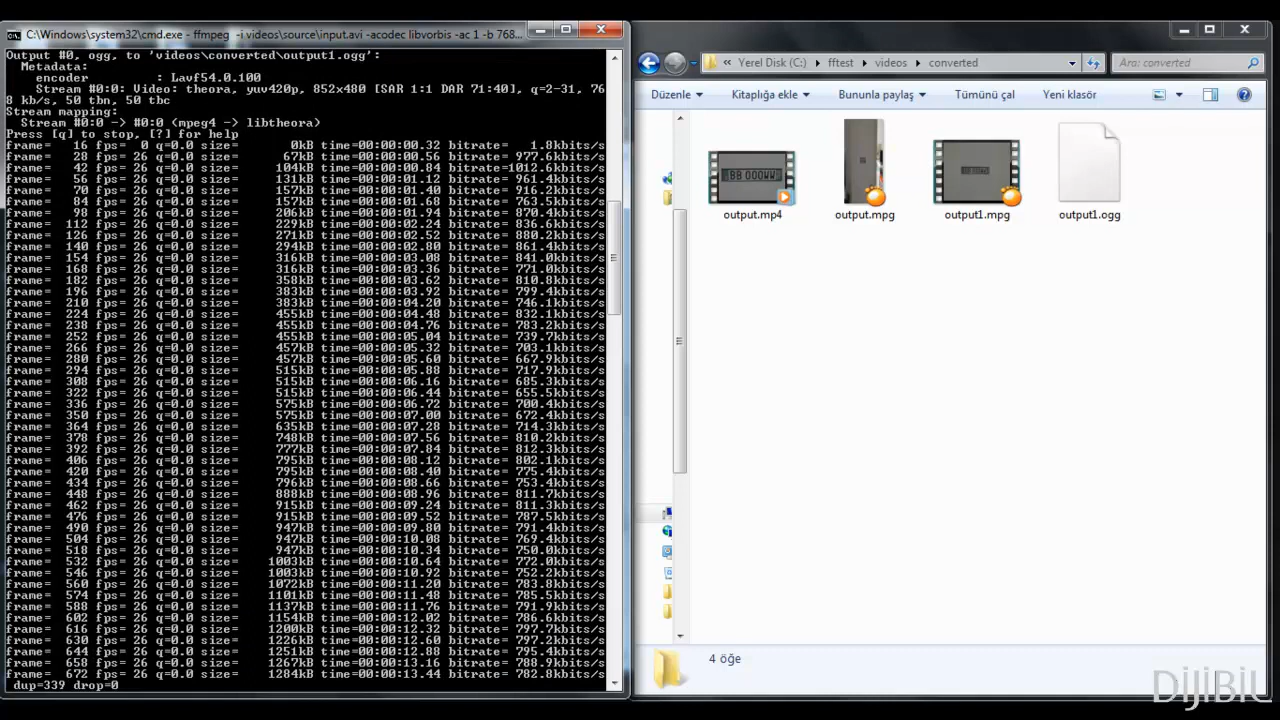 C:\Windows\system32\cmd.exe - ffmpeg -i videos\source\input.avi -acodec libvorbis -ac 1 -b 768...
Output #0, ogg, to 'videos\converted\output1.ogg':
Metadata:
encoder : Lavf54.0.100
Stream #0:0: Video: theora, yuv420p, 852x480 [SAR 1:1 DAR 71:40], q=2-31, 76
8 kb/s, 50 tbn, 50 tbc
Stream mapping:
Stream #0:0 -> #0:0 (mpeg4 -> libtheora)
Press [q] to stop, [?] for help
frame= 16 fps= 0 q=0.0 size= 0kB time=00:00:00.32 bitrate= 1.8kbits/s
frame= 28 fps= 26 q=0.0 size= 67kB time=00:00:00.56 bitrate= 977.6kbits/s
frame= 42 fps= 26 q=0.0 size= 104kB time=00:00:00.84 bitrate=1012.6kbits/s
frame= 56 fps= 26 q=0.0 size= 131kB time=00:00:01.12 bitrate= 961.4kbits/s
frame= 70 fps= 26 q=0.0 size= 157kB time=00:00:01.40 bitrate= 916.2kbits/s
frame= 84 fps= 26 q=0.0 size= 157kB time=00:00:01.68 bitrate= 763.5kbits/s
frame= 98 fps= 26 q=0.0 size= 206kB time=00:00:01.94 bitrate= 870.4kbits/s
frame= 112 fps= 26 q=0.0 size= 229kB time=00:00:02.24 bitrate= 836.6kbits/s
frame= 126 fps= 26 q=0.0 size= 271kB time=00:00:02.52 bitrate= 880.2kbits/s
frame= 140 fps= 26 q=0.0 size= 294kB time=00:00:02.80 bitrate= 861.4kbits/s
frame= 154 fps= 26 q=0.0 size= 316kB time=00:00:03.08 bitrate= 841.0kbits/s
frame= 168 fps= 26 q=0.0 size= 316kB time=00:00:03.36 bitrate= 771.0kbits/s
frame= 182 fps= 26 q=0.0 size= 358kB time=00:00:03.62 bitrate= 810.8kbits/s
frame= 196 fps= 26 q=0.0 size= 383kB time=00:00:03.92 bitrate= 799.4kbits/s
frame= 210 fps= 26 q=0.0 size= 383kB time=00:00:04.20 bitrate= 746.1kbits/s
frame= 224 fps= 26 q=0.0 size= 455kB time=00:00:04.48 bitrate= 832.1kbits/s
frame= 238 fps= 26 q=0.0 size= 455kB time=00:00:04.76 bitrate= 783.2kbits/s
frame= 252 fps= 26 q=0.0 size= 455kB time=00:00:05.04 bitrate= 739.7kbits/s
frame= 266 fps= 26 q=0.0 size= 457kB time=00:00:05.32 bitrate= 703.1kbits/s
frame= 280 fps= 26 q=0.0 size= 457kB time=00:00:05.60 bitrate= 667.9kbits/s
frame= 294 fps= 26 q=0.0 size= 515kB time=00:00:05.88 bitrate= 717.9kbits/s
frame= 308 fps= 26 q=0.0 size= 515kB time=00:00:06.16 bitrate= 685.3kbits/s
frame= 322 fps= 26 q=0.0 size= 515kB time=00:00:06.44 bitrate= 655.5kbits/s
frame= 336 fps= 26 q=0.0 size= 575kB time=00:00:06.72 bitrate= 700.4kbits/s
frame= 350 fps= 26 q=0.0 size= 575kB time=00:00:07.00 bitrate= 672.4kbits/s
frame= 364 fps= 26 q=0.0 size= 635kB time=00:00:07.28 bitrate= 714.3kbits/s
frame= 378 fps= 26 q=0.0 size= 748kB time=00:00:07.56 bitrate= 810.2kbits/s
frame= 392 fps= 26 q=0.0 size= 777kB time=00:00:07.84 bitrate= 812.3kbits/s
frame= 406 fps= 26 q=0.0 size= 795kB time=00:00:08.12 bitrate= 802.1kbits/s
frame= 420 fps= 26 q=0.0 size= 795kB time=00:00:08.40 bitrate= 775.4kbits/s
frame= 434 fps= 26 q=0.0 size= 796kB time=00:00:08.66 bitrate= 753.4kbits/s
frame= 448 fps= 26 q=0.0 size= 888kB time=00:00:08.96 bitrate= 811.7kbits/s
frame= 462 fps= 26 q=0.0 size= 915kB time=00:00:09.24 bitrate= 811.3kbits/s
frame= 476 fps= 26 q=0.0 size= 915kB time=00:00:09.52 bitrate= 787.5kbits/s
frame= 490 fps= 26 q=0.0 size= 947kB time=00:00:09.80 bitrate= 791.4kbits/s
frame= 504 fps= 26 q=0.0 size= 947kB time=00:00:10.08 bitrate= 769.4kbits/s
frame= 518 fps= 26 q=0.0 size= 947kB time=00:00:10.34 bitrate= 750.0kbits/s
frame= 532 fps= 26 q=0.0 size= 1003kB time=00:00:10.64 bitrate= 772.0kbits/s
frame= 546 fps= 26 q=0.0 size= 1003kB time=00:00:10.92 bitrate= 752.2kbits/s
frame= 560 fps= 26 q=0.0 size= 1072kB time=00:00:11.20 bitrate= 783.8kbits/s
frame= 574 fps= 26 q=0.0 size= 1101kB time=00:00:11.48 bitrate= 785.5kbits/s
frame= 588 fps= 26 q=0.0 size= 1137kB time=00:00:11.76 bitrate= 791.9kbits/s
frame= 602 fps= 26 q=0.0 size= 1154kB time=00:00:12.02 bitrate= 786.6kbits/s
frame= 616 fps= 26 q=0.0 size= 1200kB time=00:00:12.32 bitrate= 797.7kbits/s
frame= 630 fps= 26 q=0.0 size= 1226kB time=00:00:12.60 bitrate= 797.2kbits/s
frame= 644 fps= 26 q=0.0 size= 1251kB time=00:00:12.88 bitrate= 795.4kbits/s
frame= 658 fps= 26 q=0.0 size= 1267kB time=00:00:13.16 bitrate= 788.9kbits/s
frame= 672 fps= 26 q=0.0 size= 1284kB time=00:00:13.44 bitrate= 782.8kbits/s
dup=339 drop=0
« Yerel Disk (C:) fftest videos converted
Ara: converted
Düzenle Kitaplığa ekle Bununla paylaş Tümünü çal Yeni klasör
output.mp4 output.mpg output1.mpg output1.ogg
4 öğe
DijiBil